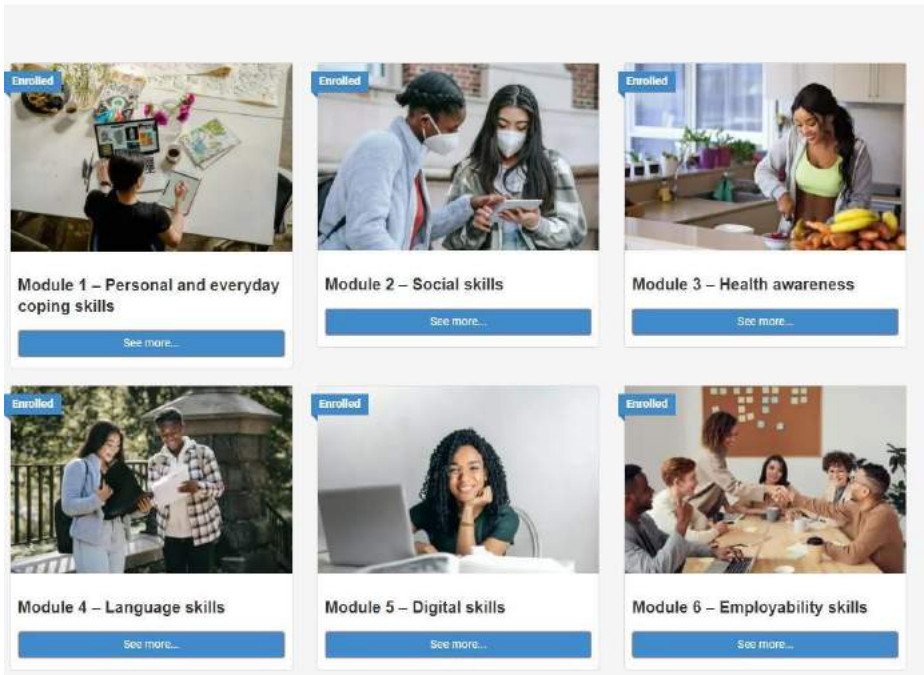 Enrolled
Enrolled
Enrolled
Module 1 – Personal and everyday
coping skills
See more...
Module 2 – Social skills
See more...
Module 3 – Health awareness
See more...
Enrolled
Enrolled
Enrolled
Module 4 – Language skills
See more...
Module 5 – Digital skills
See more...
Module 6 – Employability skills
See more...